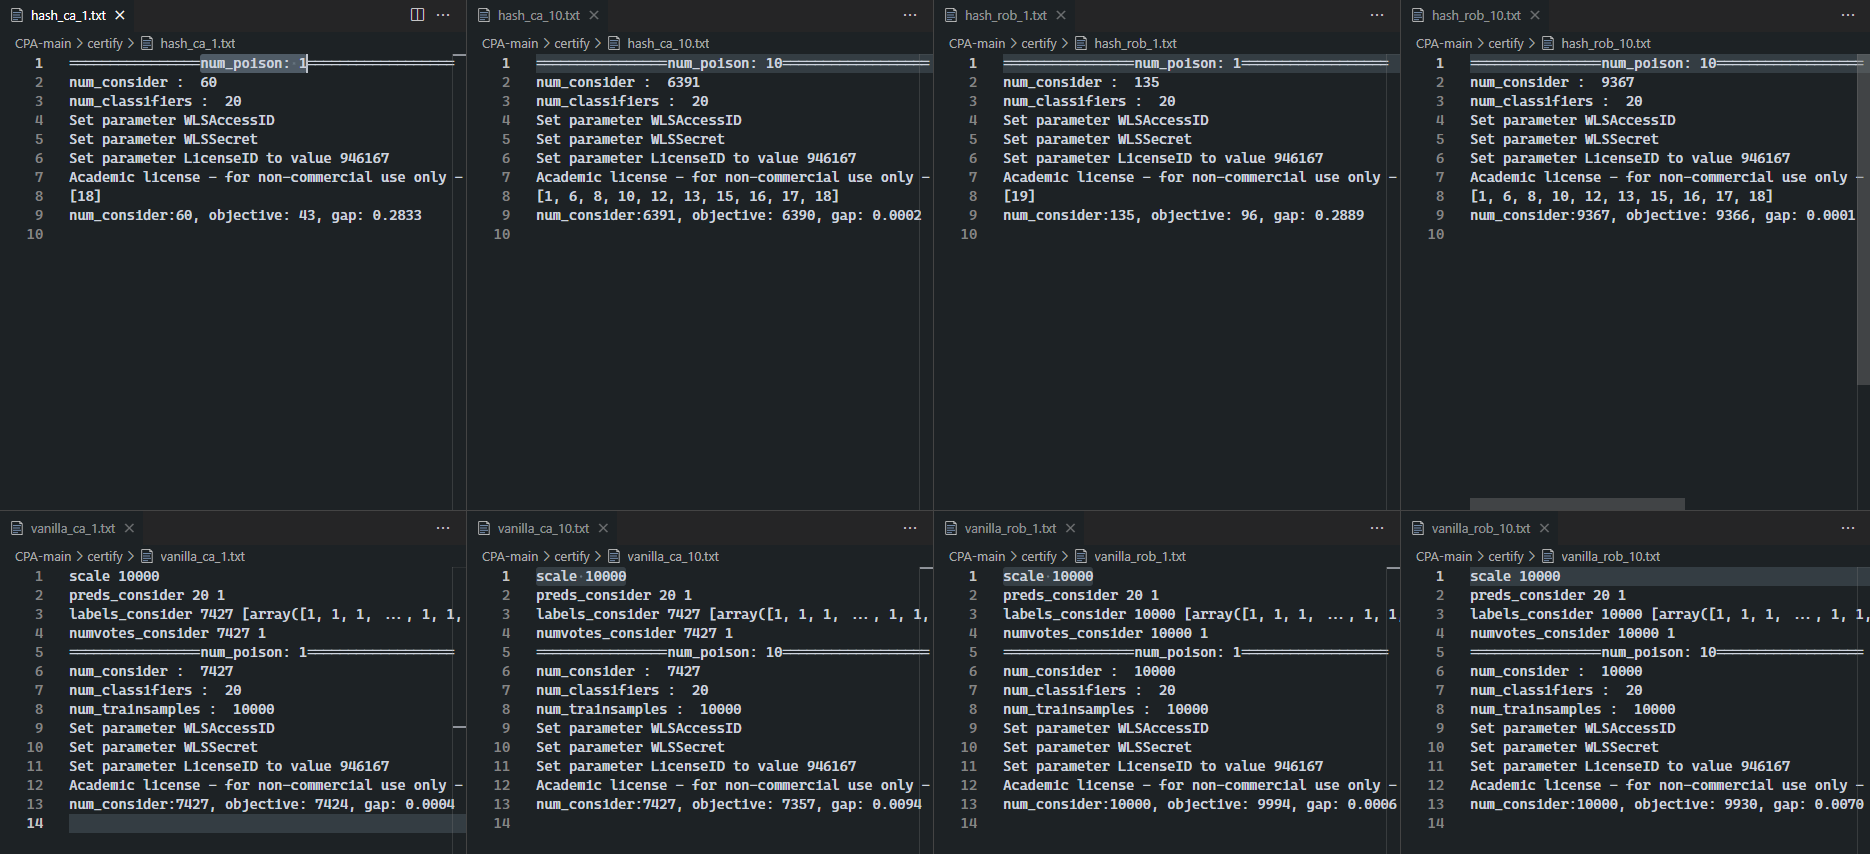 hash_ca_1.txt
CPA-main > certify > hash_ca_1.txt
1 ================num_poison: 1==================
2 num_consider :  60
3 num_classifiers :  20
4 Set parameter WLSAccessID
5 Set parameter WLSSecret
6 Set parameter LicenseID to value 946167
7 Academic license - for non-commercial use only -
8 [18]
9 num_consider:60, objective: 43, gap: 0.2833
10
hash_ca_10.txt
CPA-main > certify > hash_ca_10.txt
1 ================num_poison: 10==================
2 num_consider :  6391
3 num_classifiers :  20
4 Set parameter WLSAccessID
5 Set parameter WLSSecret
6 Set parameter LicenseID to value 946167
7 Academic license - for non-commercial use only -
8 [1, 6, 8, 10, 12, 13, 15, 16, 17, 18]
9 num_consider:6391, objective: 6390, gap: 0.0002
10
hash_rob_1.txt
CPA-main > certify > hash_rob_1.txt
1 ================num_poison: 1==================
2 num_consider :  135
3 num_classifiers :  20
4 Set parameter WLSAccessID
5 Set parameter WLSSecret
6 Set parameter LicenseID to value 946167
7 Academic license - for non-commercial use only -
8 [19]
9 num_consider:135, objective: 96, gap: 0.2889
10
hash_rob_10.txt
CPA-main > certify > hash_rob_10.txt
1 ================num_poison: 10==================
2 num_consider :  9367
3 num_classifiers :  20
4 Set parameter WLSAccessID
5 Set parameter WLSSecret
6 Set parameter LicenseID to value 946167
7 Academic license - for non-commercial use only -
8 [1, 6, 8, 10, 12, 13, 15, 16, 17, 18]
9 num_consider:9367, objective: 9366, gap: 0.0001
10
vanilla_ca_1.txt
CPA-main > certify > vanilla_ca_1.txt
1 scale 10000
2 preds_consider 20 1
3 labels_consider 7427 [array([1, 1, 1,  ..., 1, 1,
4 numvotes_consider 7427 1
5 ================num_poison: 1==================
6 num_consider :  7427
7 num_classifiers :  20
8 num_trainsamples :  10000
9 Set parameter WLSAccessID
10 Set parameter WLSSecret
11 Set parameter LicenseID to value 946167
12 Academic license - for non-commercial use only -
13 num_consider:7427, objective: 7424, gap: 0.0004
14
vanilla_ca_10.txt
CPA-main > certify > vanilla_ca_10.txt
1 scale 10000
2 preds_consider 20 1
3 labels_consider 7427 [array([1, 1, 1,  ..., 1, 1,
4 numvotes_consider 7427 1
5 ================num_poison: 10==================
6 num_consider :  7427
7 num_classifiers :  20
8 num_trainsamples :  10000
9 Set parameter WLSAccessID
10 Set parameter WLSSecret
11 Set parameter LicenseID to value 946167
12 Academic license - for non-commercial use only -
13 num_consider:7427, objective: 7357, gap: 0.0094
14
vanilla_rob_1.txt
CPA-main > certify > vanilla_rob_1.txt
1 scale 10000
2 preds_consider 20 1
3 labels_consider 10000 [array([1, 1, 1,  ..., 1, 1
4 numvotes_consider 10000 1
5 ================num_poison: 1==================
6 num_consider :  10000
7 num_classifiers :  20
8 num_trainsamples :  10000
9 Set parameter WLSAccessID
10 Set parameter WLSSecret
11 Set parameter LicenseID to value 946167
12 Academic license - for non-commercial use only -
13 num_consider:10000, objective: 9994, gap: 0.0006
14
vanilla_rob_10.txt
CPA-main > certify > vanilla_rob_10.txt
1 scale 10000
2 preds_consider 20 1
3 labels_consider 10000 [array([1, 1, 1,  ..., 1, 1,
4 numvotes_consider 10000 1
5 ================num_poison: 10==================
6 num_consider :  10000
7 num_classifiers :  20
8 num_trainsamples :  10000
9 Set parameter WLSAccessID
10 Set parameter WLSSecret
11 Set parameter LicenseID to value 946167
12 Academic license - for non-commercial use only -
13 num_consider:10000, objective: 9930, gap: 0.0070
14